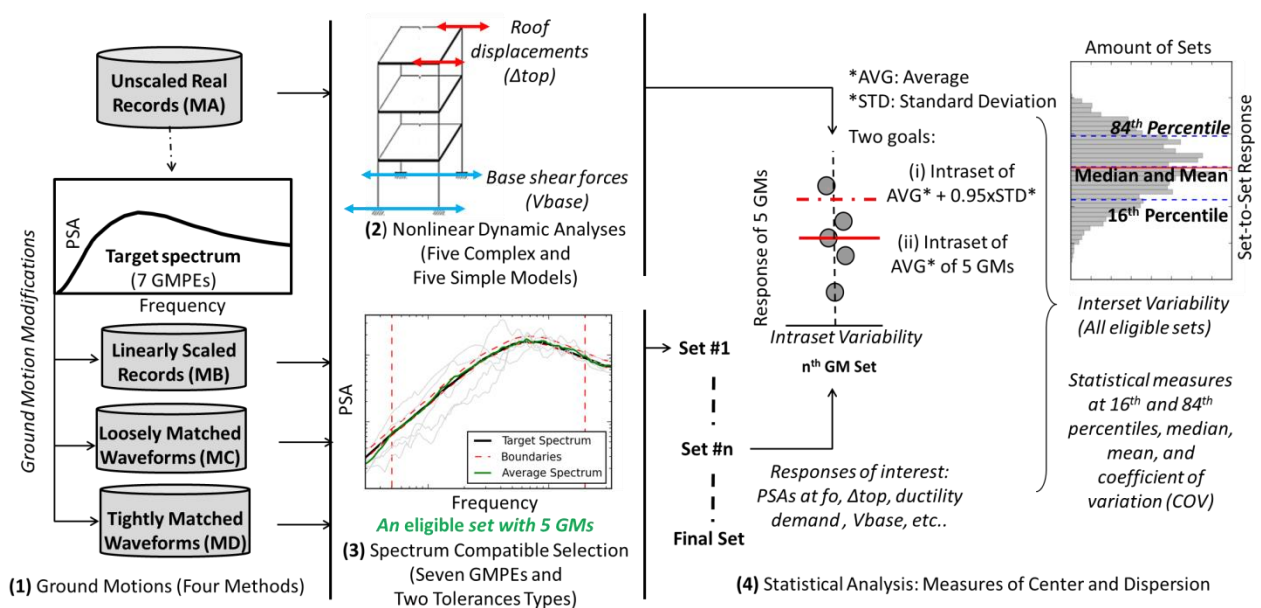 Unscaled Real
Records (MA)
Ground Motion Modifications
PSA
Target spectrum
(7 GMPEs)
Frequency
Linearly Scaled
Records (MB)
Loosely Matched
Waveforms (MC)
Tightly Matched
Waveforms (MD)
(1) Ground Motions (Four Methods)
Roof
displacements
(Δtop)
Base shear forces
(Vbase)
(2) Nonlinear Dynamic Analyses
(Five Complex and
Five Simple Models)
PSA
Target Spectrum
Boundaries
Average Spectrum
Frequency
An eligible set with 5 GMs
(3) Spectrum Compatible Selection
(Seven GMPEs and
Two Tolerances Types)
Set #1
Set #n
Final Set
*AVG: Average
*STD: Standard Deviation
Two goals:
(i) Intraset of
AVG* + 0.95xSTD*
(ii) Intraset of
AVG* of 5 GMs
Response of 5 GMs
Intraset Variability
nth GM Set
Responses of interest:
PSAs at fo, Δtop, ductility
demand , Vbase, etc..
Amount of Sets
84th Percentile
Median and Mean
16th Percentile
Set-to-Set Response
Interset Variability
(All eligible sets)
Statistical measures
at 16th and 84th
percentiles, median,
mean, and
coefficient of
variation (COV)
(4) Statistical Analysis: Measures of Center and Dispersion